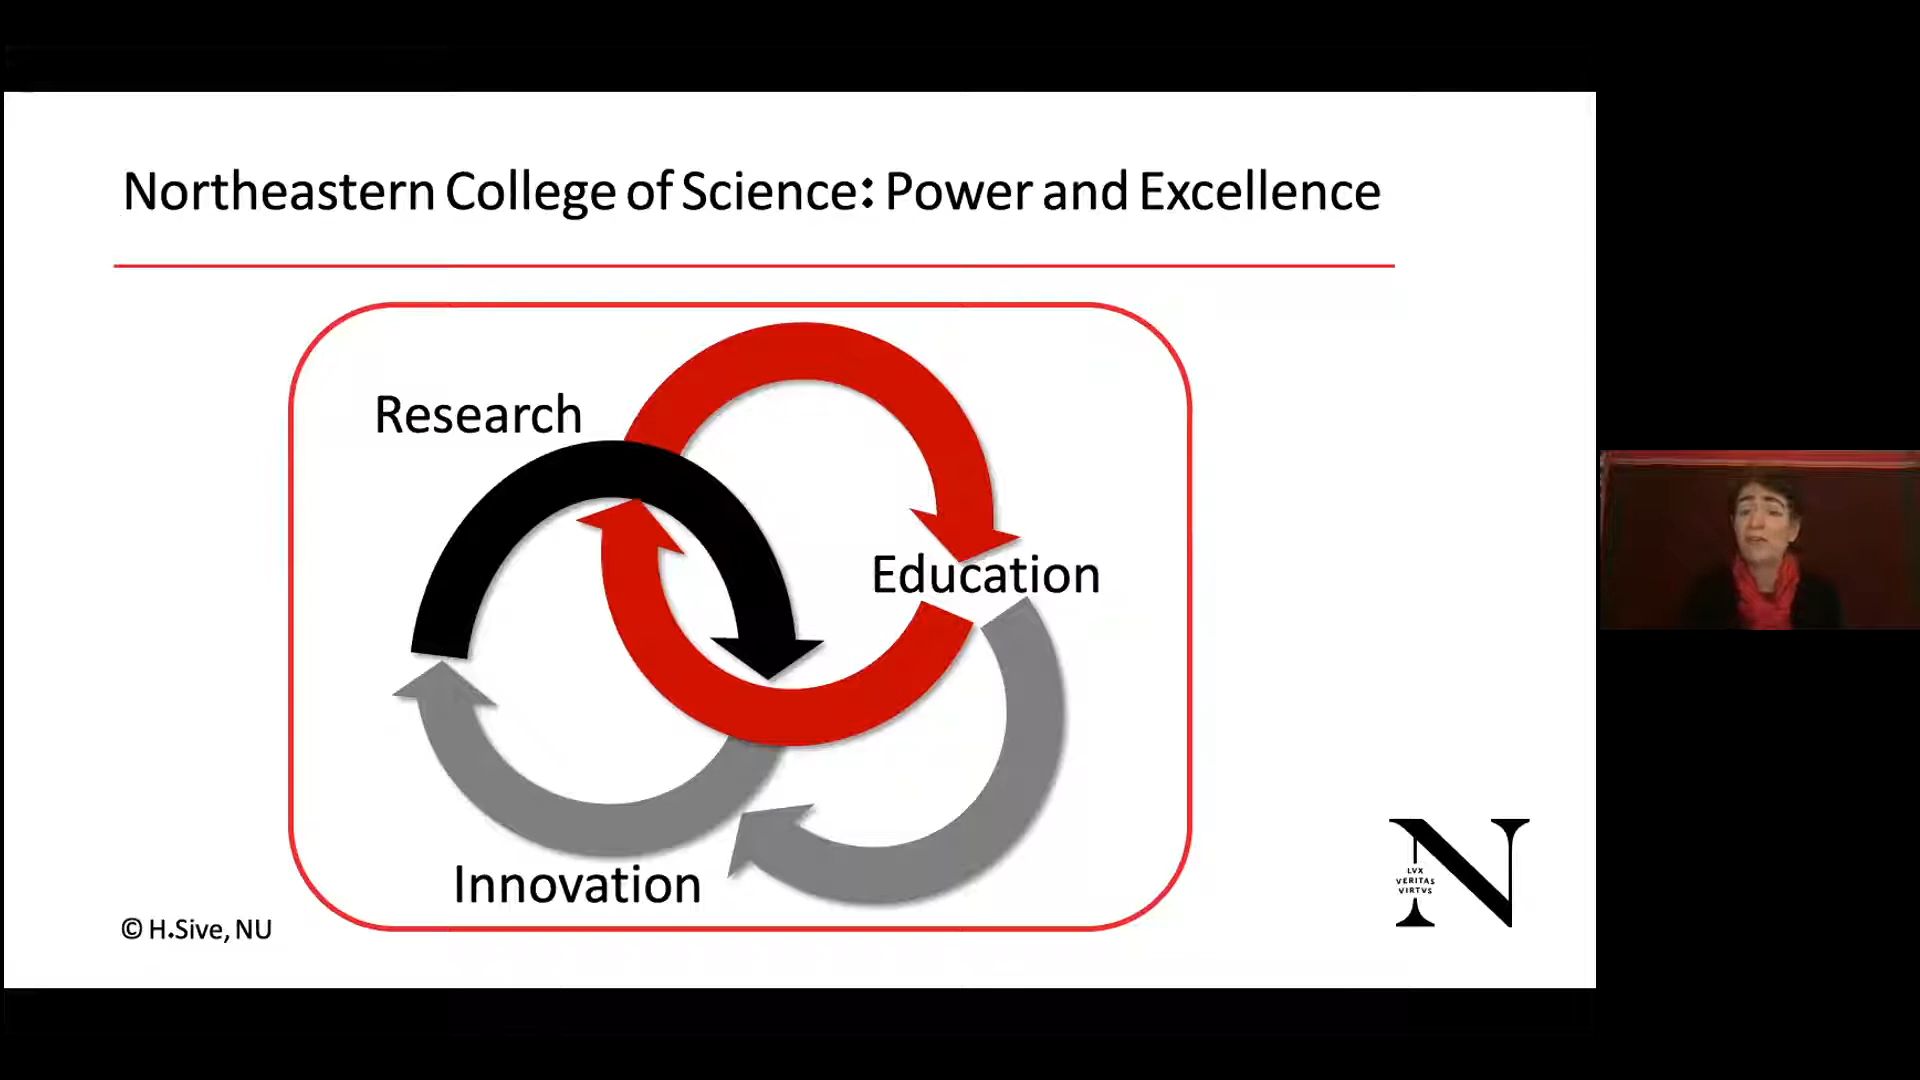 Northeastern College of Science: Power and Excellence
Research
Education
Innovation
© H.Sive, NU
LVX
VERITAS
VIRTVS
N